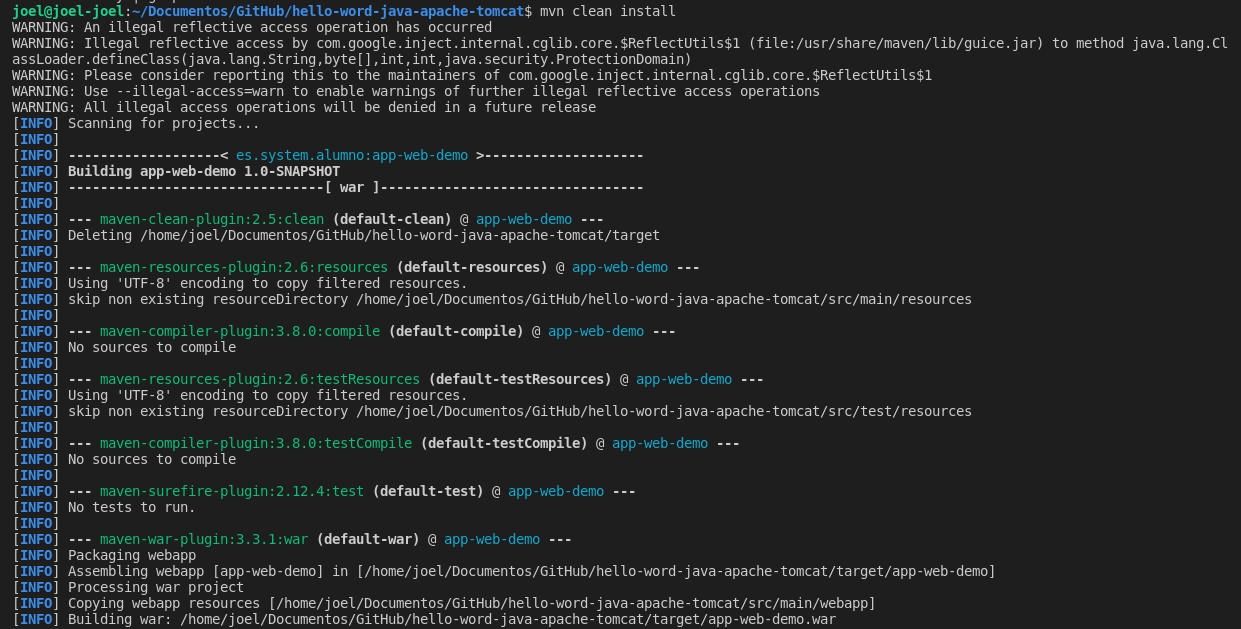 joel@joel-joel:~/Documentos/GitHub/hello-word-java-apache-tomcat$ mvn clean install
WARNING: An illegal reflective access operation has occurred
WARNING: Illegal reflective access by com.google.inject.internal.cglib.core.$ReflectUtils$1 (file:/usr/share/maven/lib/guice.jar) to method java.lang.Cl
assLoader.defineClass(java.lang.String,byte[],int,int,java.security.ProtectionDomain)
WARNING: Please consider reporting this to the maintainers of com.google.inject.internal.cglib.core.$ReflectUtils$1
WARNING: Use --illegal-access=warn to enable warnings of further illegal reflective access operations
WARNING: All illegal access operations will be denied in a future release
[INFO] Scanning for projects...
[INFO]
[INFO] -------------------< es.system.alumno:app-web-demo >--------------------
[INFO] Building app-web-demo 1.0-SNAPSHOT
[INFO] --------------------------------[ war ]---------------------------------
[INFO]
[INFO] --- maven-clean-plugin:2.5:clean (default-clean) @ app-web-demo ---
[INFO] Deleting /home/joel/Documentos/GitHub/hello-word-java-apache-tomcat/target
[INFO]
[INFO] --- maven-resources-plugin:2.6:resources (default-resources) @ app-web-demo ---
[INFO] Using 'UTF-8' encoding to copy filtered resources.
[INFO] skip non existing resourceDirectory /home/joel/Documentos/GitHub/hello-word-java-apache-tomcat/src/main/resources
[INFO]
[INFO] --- maven-compiler-plugin:3.8.0:compile (default-compile) @ app-web-demo ---
[INFO] No sources to compile
[INFO]
[INFO] --- maven-resources-plugin:2.6:testResources (default-testResources) @ app-web-demo ---
[INFO] Using 'UTF-8' encoding to copy filtered resources.
[INFO] skip non existing resourceDirectory /home/joel/Documentos/GitHub/hello-word-java-apache-tomcat/src/test/resources
[INFO]
[INFO] --- maven-compiler-plugin:3.8.0:testCompile (default-testCompile) @ app-web-demo ---
[INFO] No sources to compile
[INFO]
[INFO] --- maven-surefire-plugin:2.12.4:test (default-test) @ app-web-demo ---
[INFO] No tests to run.
[INFO]
[INFO] --- maven-war-plugin:3.3.1:war (default-war) @ app-web-demo ---
[INFO] Packaging webapp
[INFO] Assembling webapp [app-web-demo] in [/home/joel/Documentos/GitHub/hello-word-java-apache-tomcat/target/app-web-demo]
[INFO] Processing war project
[INFO] Copying webapp resources [/home/joel/Documentos/GitHub/hello-word-java-apache-tomcat/src/main/webapp]
[INFO] Building war: /home/joel/Documentos/GitHub/hello-word-java-apache-tomcat/target/app-web-demo.war